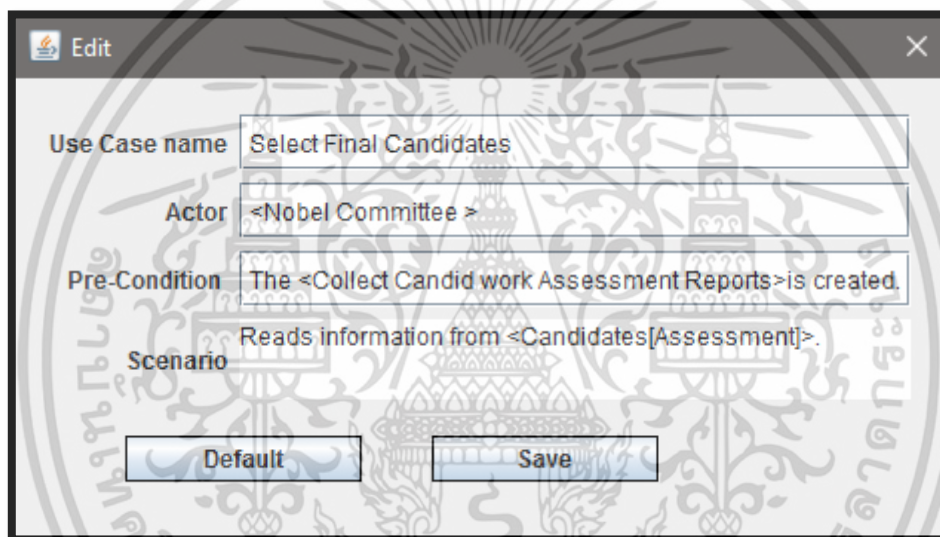 Edit
Use Case name Select Final Candidates
Actor <Nobel Committee >
Pre-Condition The <Collect Candid work Assessment Reports>is created.
Reads information from <Candidates[Assessment]>.
Scenario
Default Save